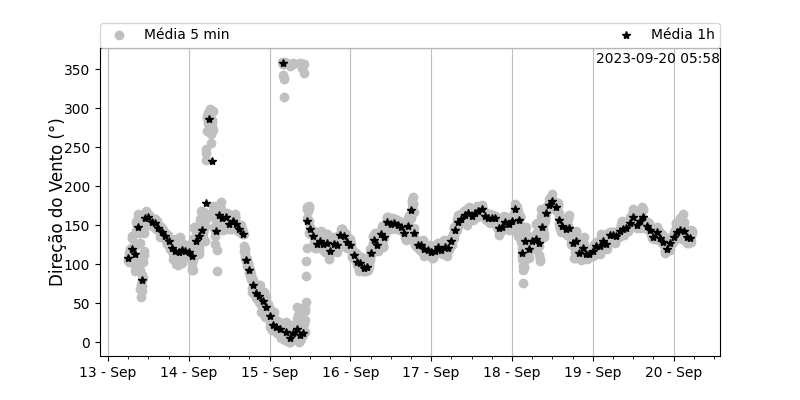 Média 5 min
Média 1h
2023-09-20 05:58
Direção do Vento (°)
350
300
250
200
150
100
50
0
13 - Sep
14 - Sep
15 - Sep
16 - Sep
17 - Sep
18 - Sep
19 - Sep
20 - Sep